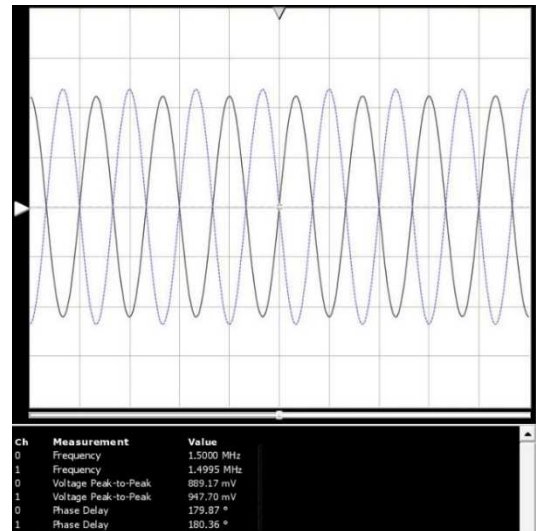 Ch Measurement Value
0 Frequency 1.5000 MHz
1 Frequency 1.4995 MHz
0 Voltage Peak-to-Peak 889.17 mV
1 Voltage Peak-to-Peak 947.70 mV
0 Phase Delay 179.87 °
1 Phase Delay 180.36 °